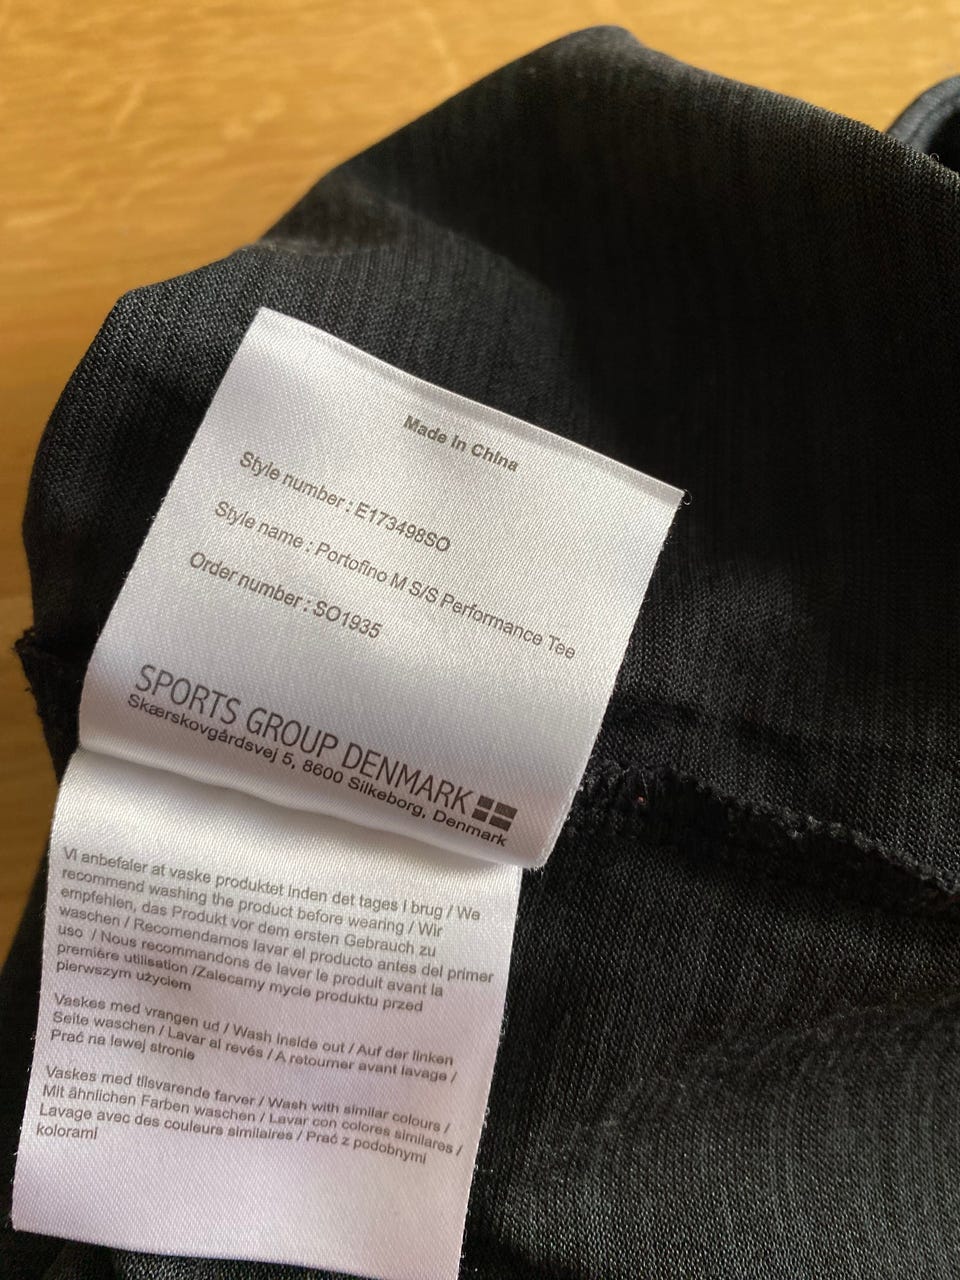 Made In China
Style number : E173498SO
Style name : Portofino M S/S Performance Tee
Order number : SO1935
SPORTS GROUP DENMARK
Skærskovgårdsvej 5, 8600 Silkeborg, Denmark
Vi anbefaler at vaske produktet inden det tages i brug / We
recommend washing the product before wearing / Wir
empfehlen, das Produkt vor dem ersten Gebrauch zu
waschen / Recomendamos lavar el producto antes del primer
uso / Nous recommandons de laver le produit avant la
première utilisation /Zalecamy mycie produktu przed
pierwszym użyciem
Vaskes med vrangen ud / Wash inside out / Auf der linken
Seite waschen / Lavar al revés / A retourner avant lavage /
Prać na lewej stronie
Vaskes med tilsvarende farver / Wash with similar colours /
Mit ähnlichen Farben waschen / Lavar con colores similares /
Lavage avec des couleurs similaires / Prać z podobnymi
kolorami